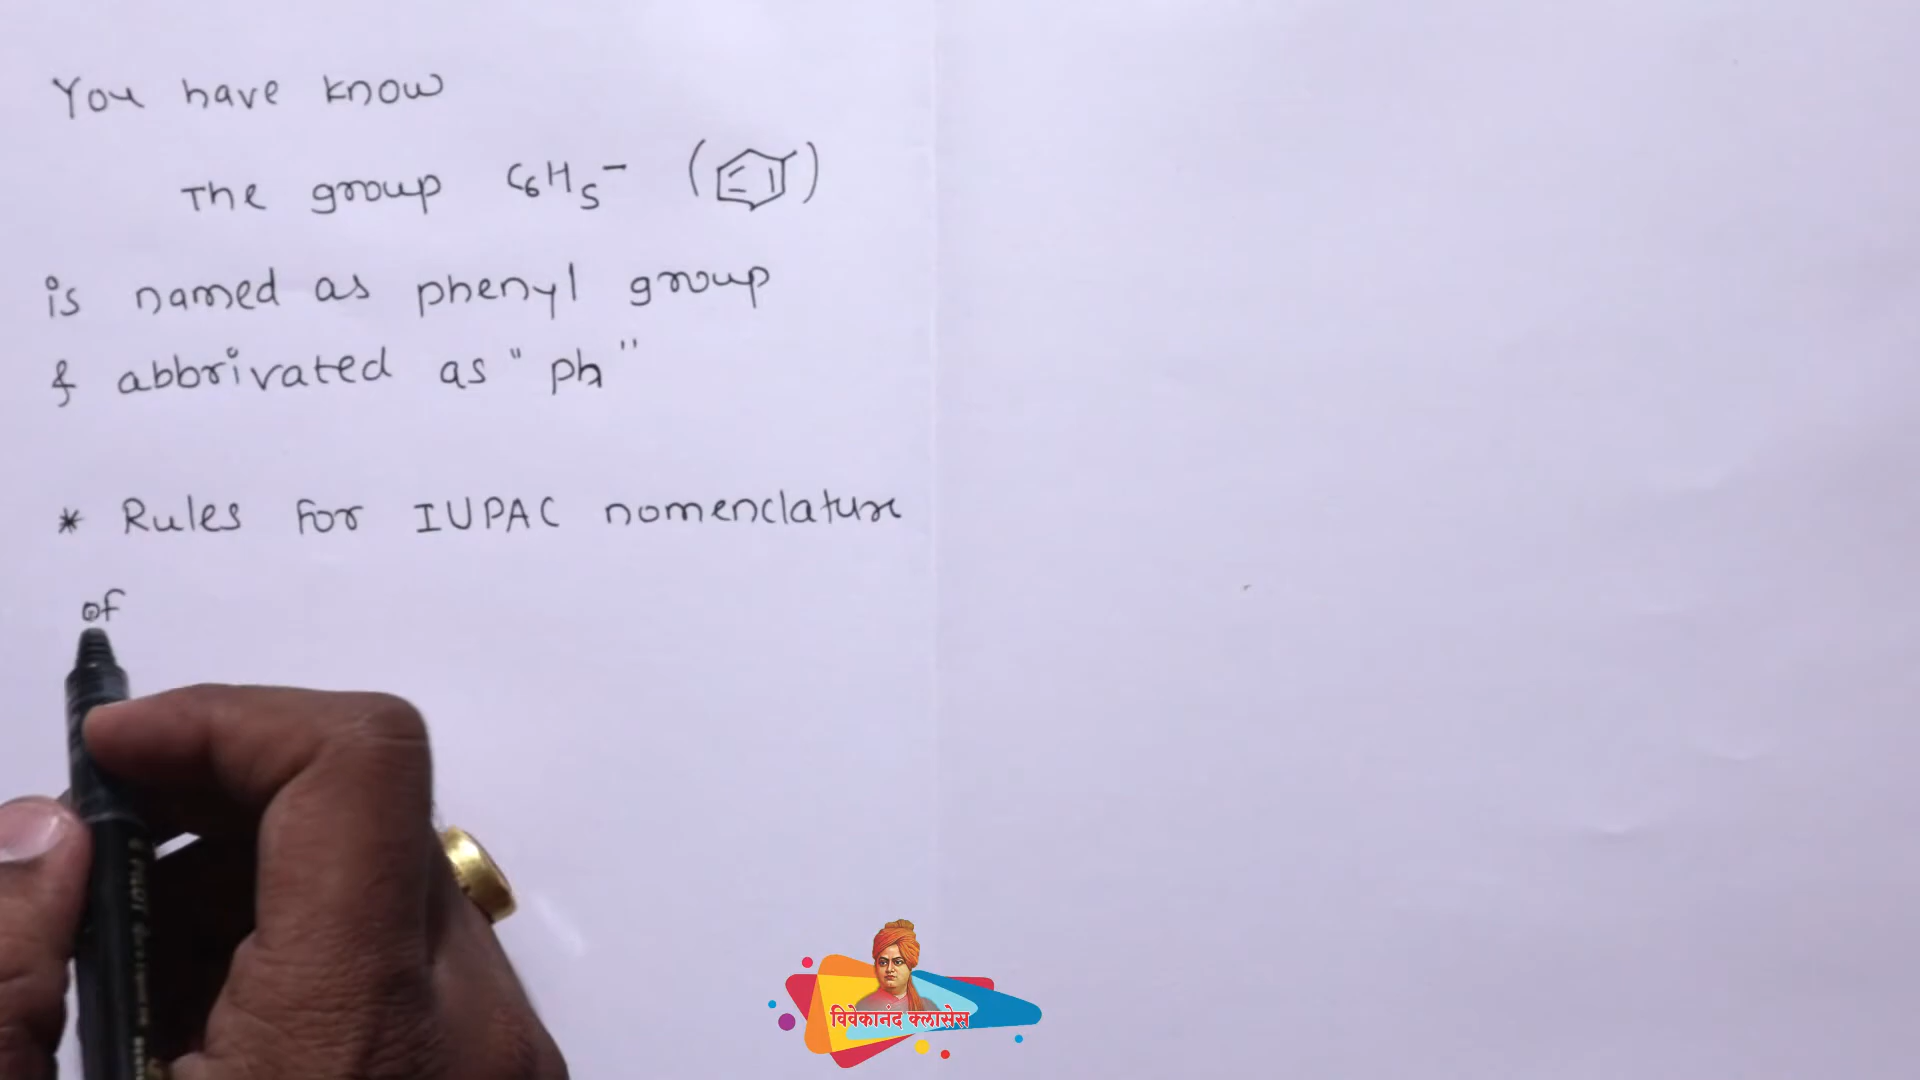 You have know
The group C6H5- ( )
is named as phenyl group
& abbrivated as "ph"
* Rules for IUPAC nomenclature
of
विवेकानंद क्लासेस